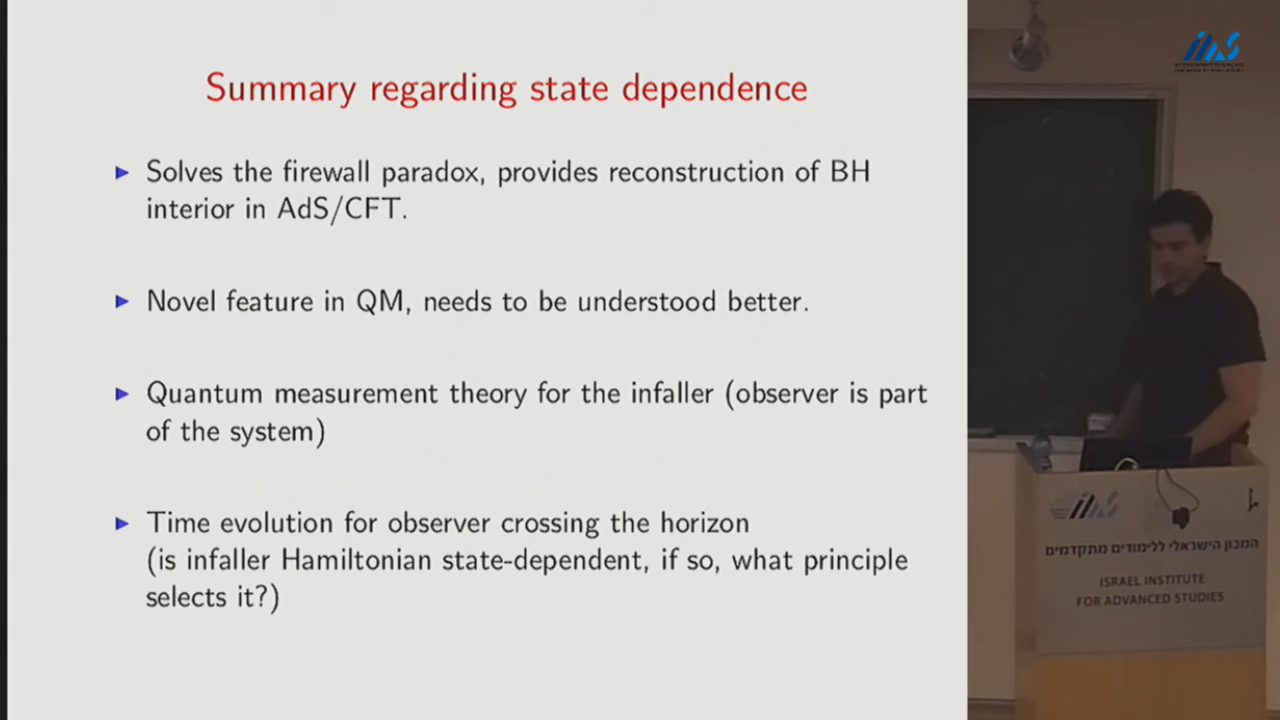 Summary regarding state dependence
Solves the firewall paradox, provides reconstruction of BH
interior in AdS/CFT.
Novel feature in QM, needs to be understood better.
Quantum measurement theory for the infaller (observer is part
of the system)
Time evolution for observer crossing the horizon
(is infaller Hamiltonian state-dependent, if so, what principle
selects it?)
המכון הישראלי ללימודים מתקדמים
ISRAEL INSTITUTE
FOR ADVANCED STUDIES